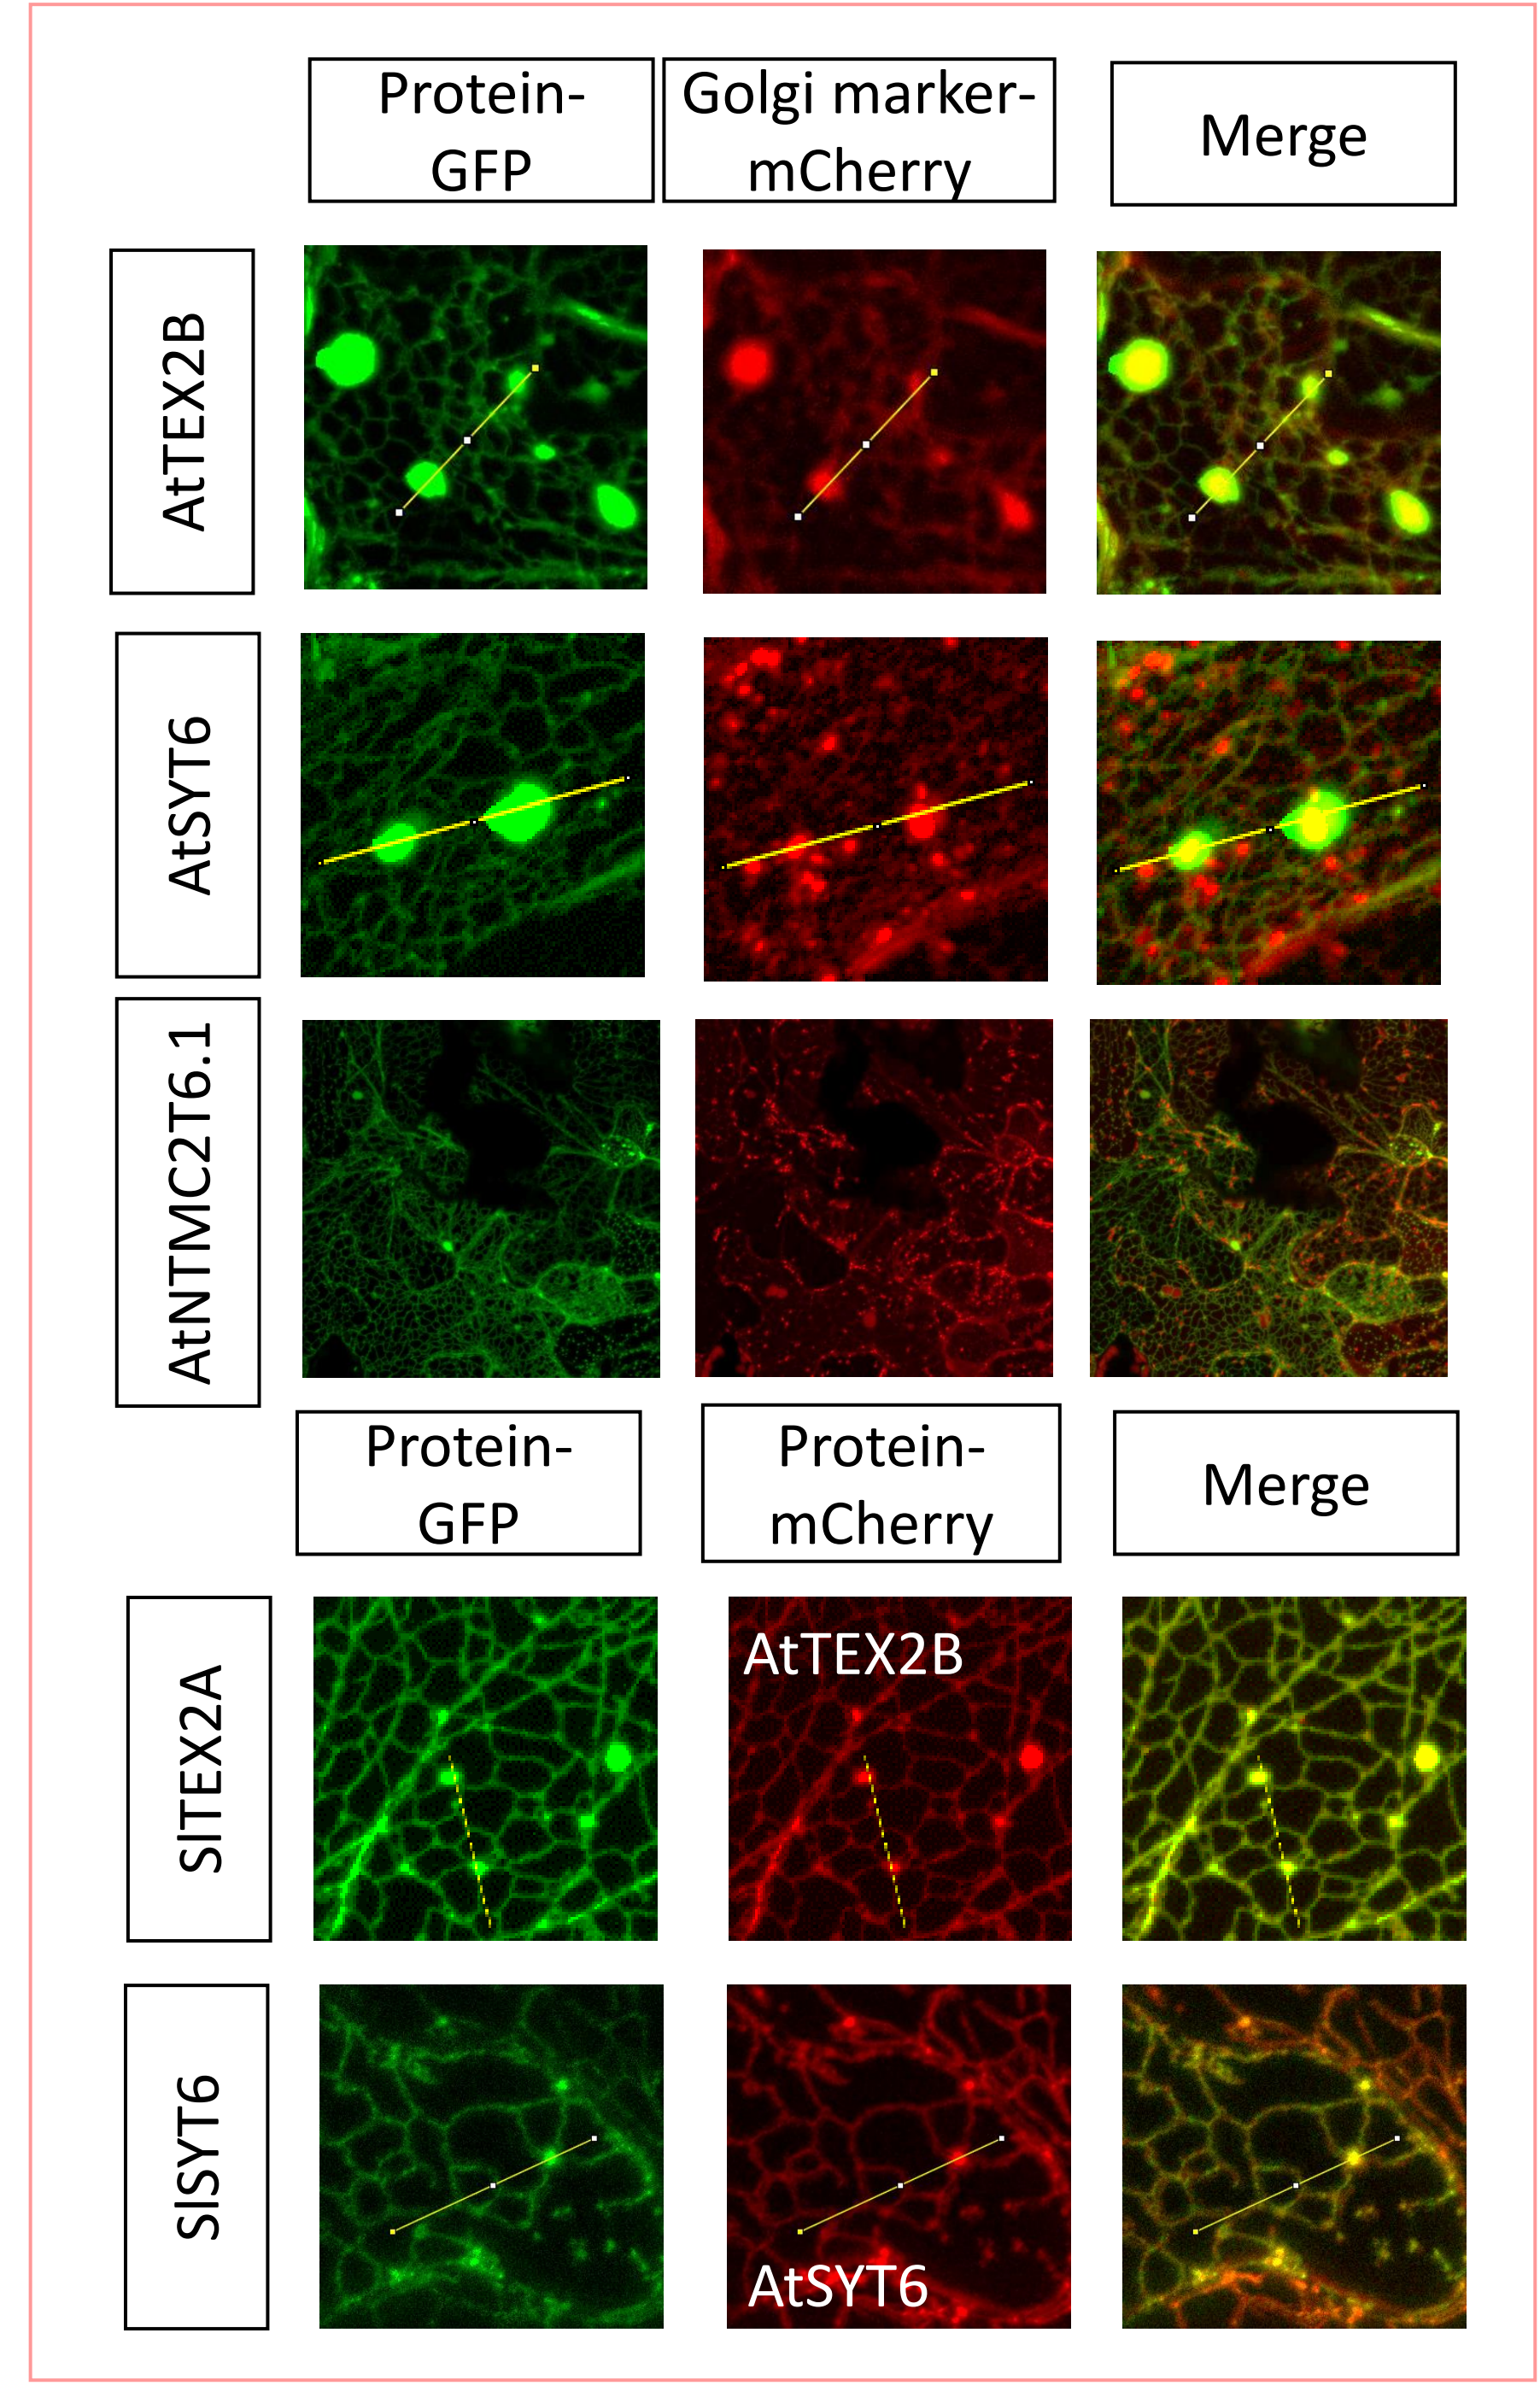 Protein-
GFP
Golgi marker-
mCherry
Merge
AtTEX2B
AtSYT6
AtNTMC2T6.1
Protein-
GFP
Protein-
mCherry
Merge
SlTEX2A
AtTEX2B
SlSYT6
AtSYT6